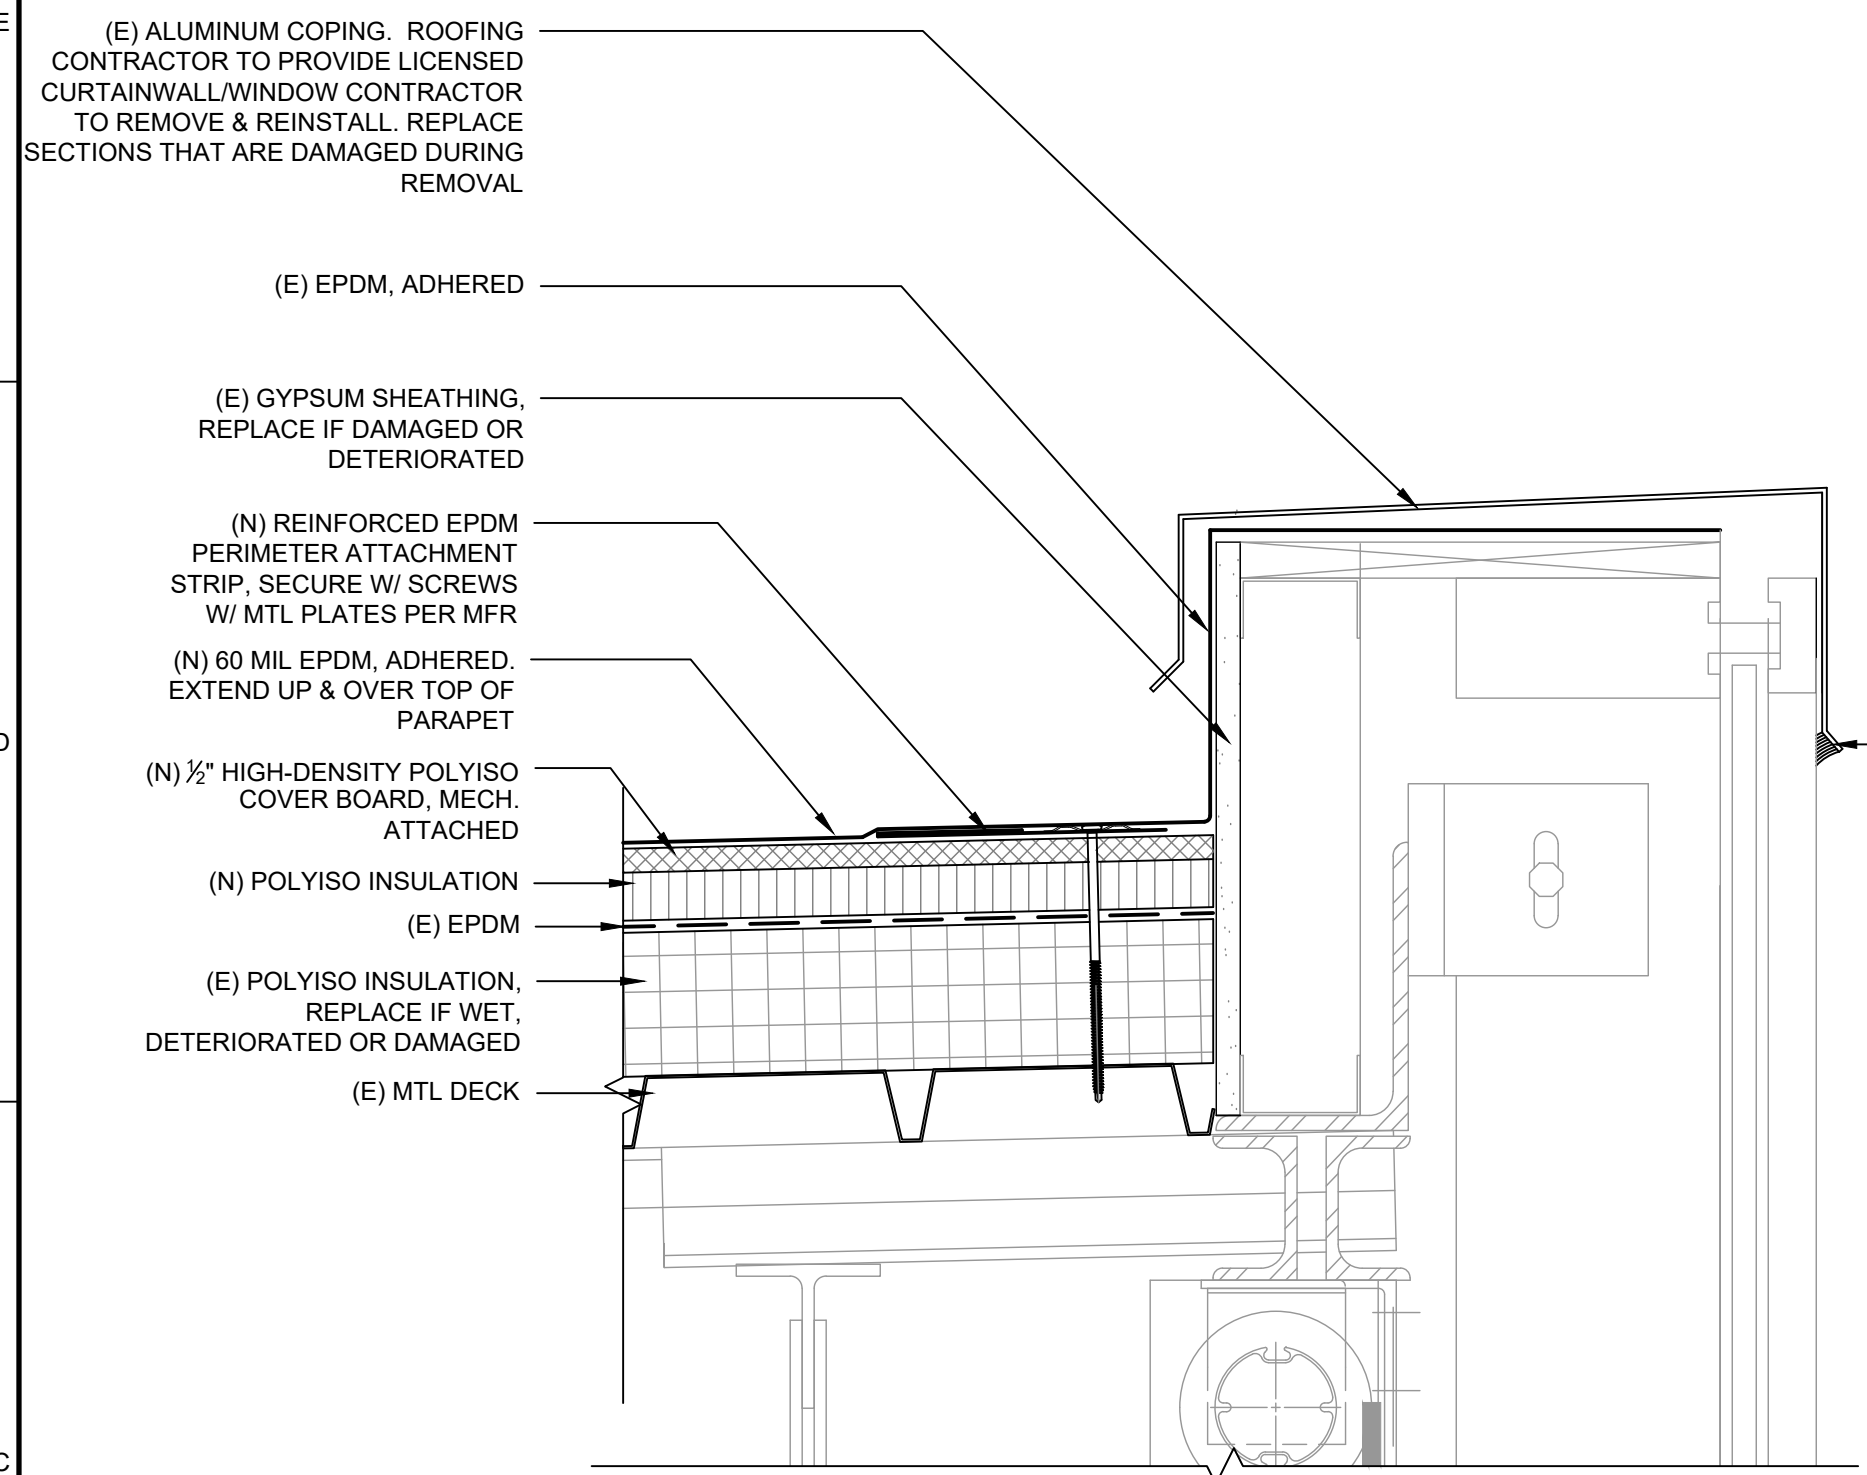 E
(E) ALUMINUM COPING. ROOFING
CONTRACTOR TO PROVIDE LICENSED
CURTAINWALL/WINDOW CONTRACTOR
TO REMOVE & REINSTALL. REPLACE
SECTIONS THAT ARE DAMAGED DURING
REMOVAL
(E) EPDM, ADHERED
(E) GYPSUM SHEATHING,
REPLACE IF DAMAGED OR
DETERIORATED
(N) REINFORCED EPDM
PERIMETER ATTACHMENT
STRIP, SECURE W/ SCREWS
W/ MTL PLATES PER MFR
(N) 60 MIL EPDM, ADHERED.
EXTEND UP & OVER TOP OF
PARAPET
D
(N) ½" HIGH-DENSITY POLYISO
COVER BOARD, MECH.
ATTACHED
(N) POLYISO INSULATION
(E) EPDM
(E) POLYISO INSULATION,
REPLACE IF WET,
DETERIORATED OR DAMAGED
(E) MTL DECK
C